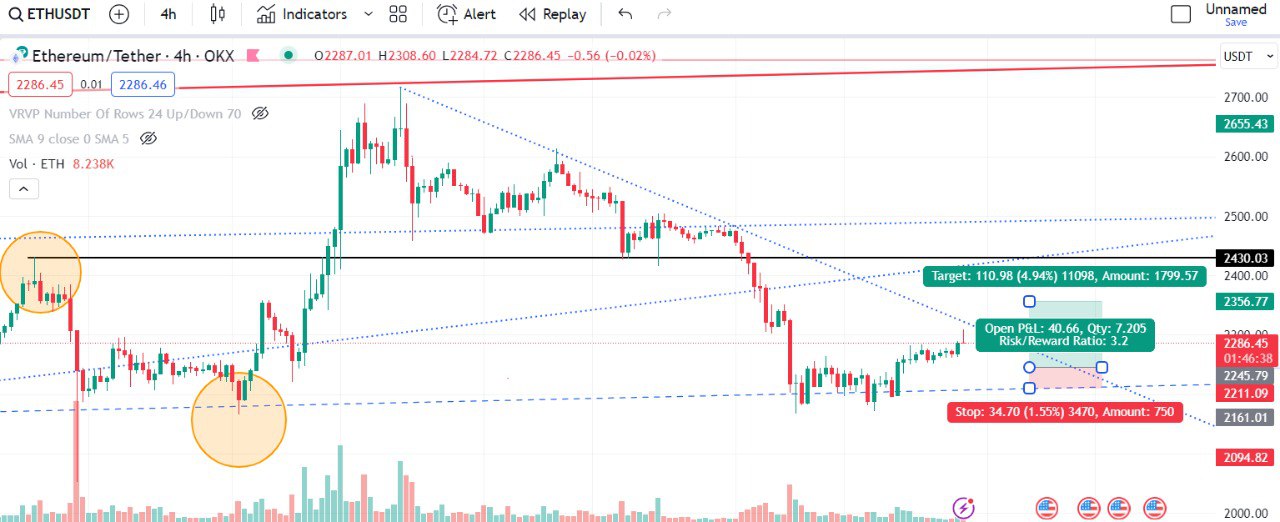 ETHUSDT 4h Indicators Alert Replay Unnamed
Save
Ethereum/Tether · 4h · OKX O2287.01 H2308.60 L2284.72 C2286.45 −0.56 (−0.02%) USDT
2286.45 0.01 2286.46
VRVP Number Of Rows 24 Up/Down 70
SMA 9 close 0 SMA 5
Vol · ETH 8.238K
2700.00
2655.43
2600.00
2500.00
2430.03
2400.00
Target: 110.98 (4.94%) 11098, Amount: 1799.57
2356.77
Open P&L: 40.66, Qty: 7.205
Risk/Reward Ratio: 3.2
2286.45
01:46:38
2245.79
2211.09
Stop: 34.70 (1.55%) 3470, Amount: 750
2161.01
2094.82
2000.00